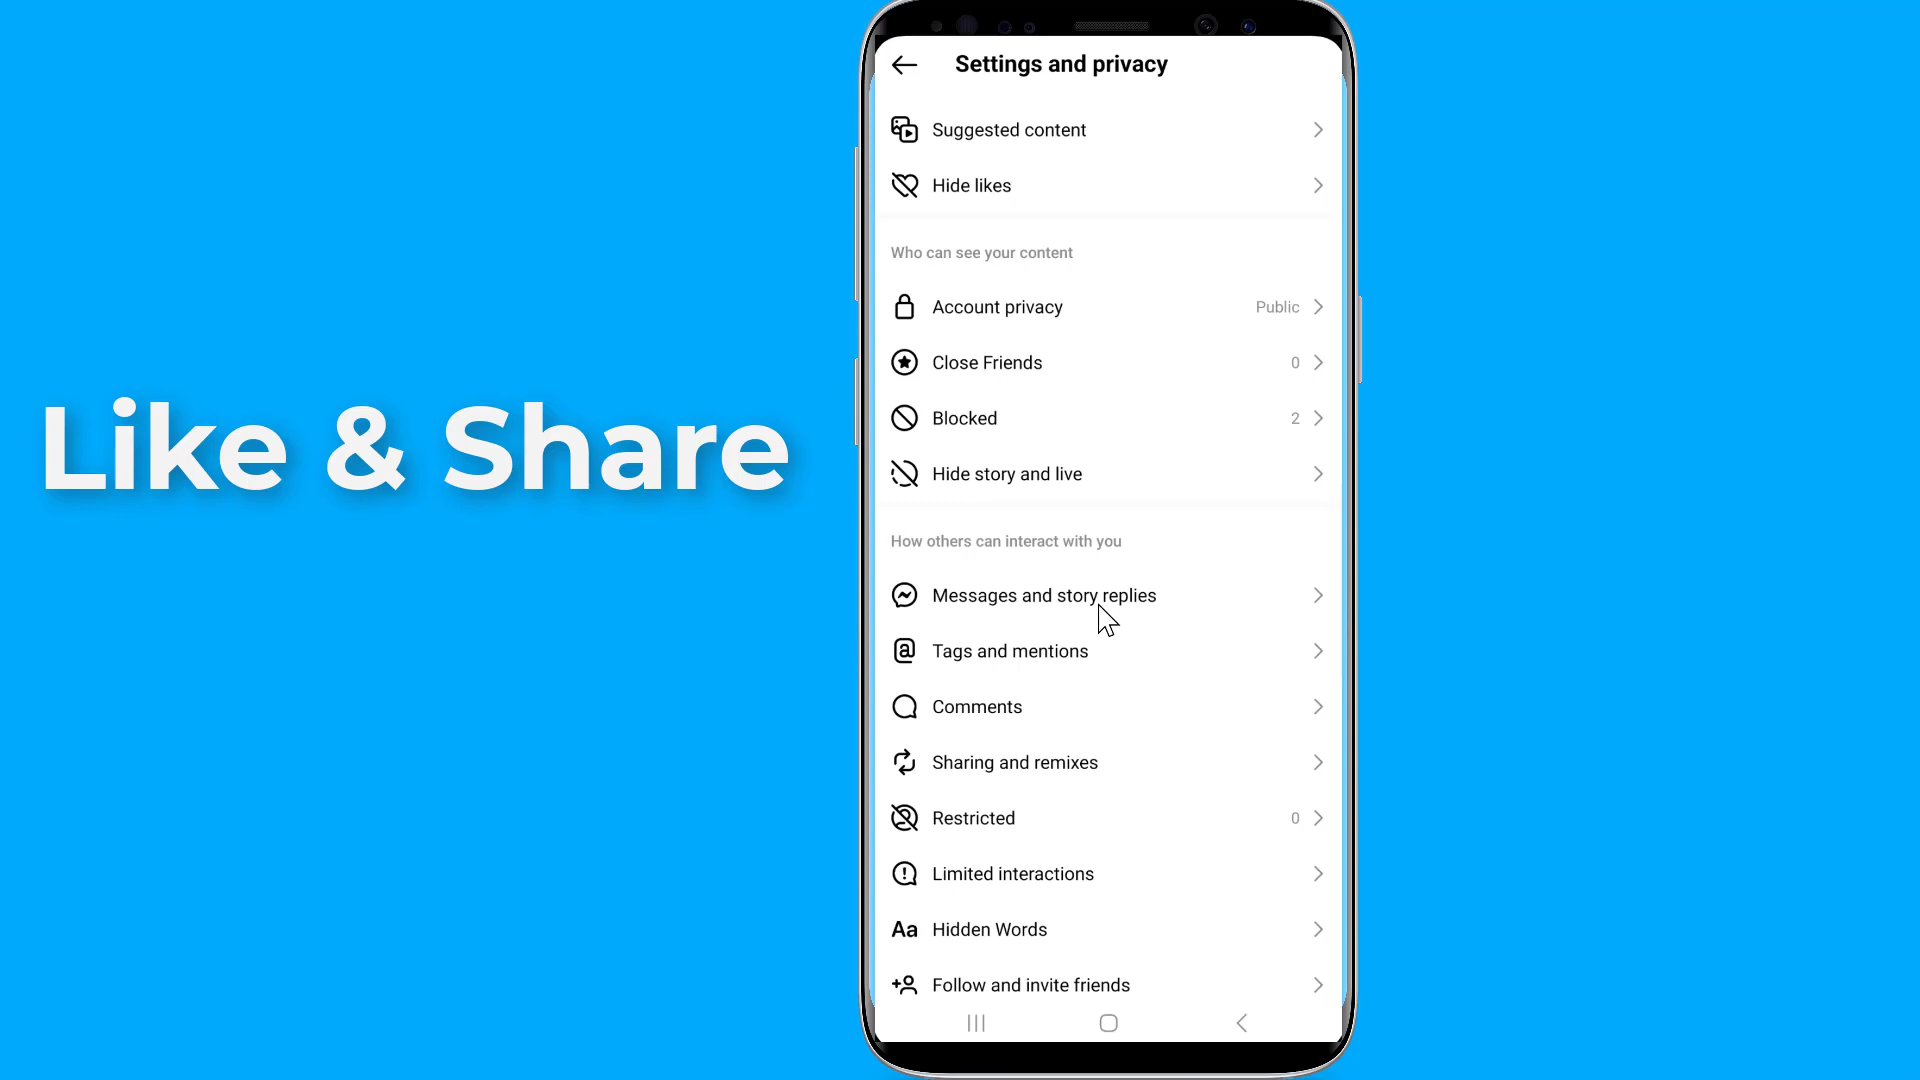 Like & Share
Settings and privacy
Suggested content
Hide likes
Who can see your content
Account privacy Public
Close Friends 0
Blocked 2
Hide story and live
How others can interact with you
Messages and story replies
Tags and mentions
Comments
Sharing and remixes
Restricted 0
Limited interactions
Aa Hidden Words
Follow and invite friends